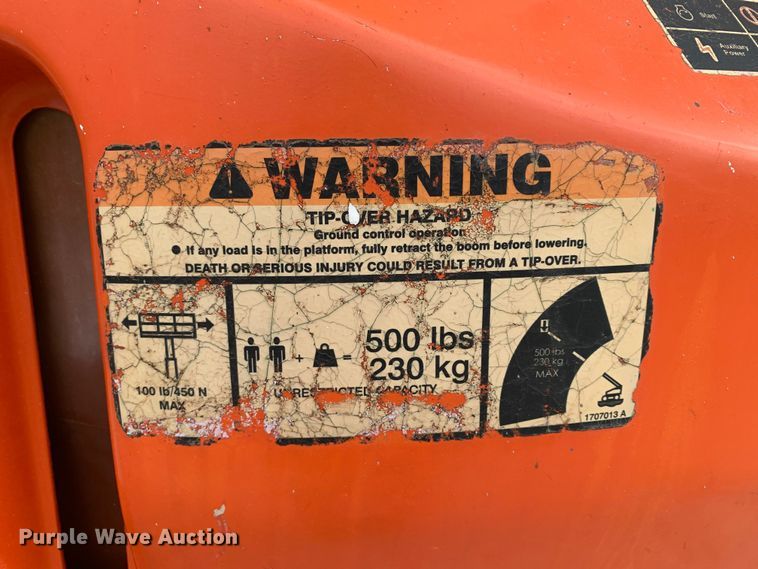 Start
Auxiliary
Power
WARNING
TIP-OVER HAZARD
Ground control operation
● If any load is in the platform, fully retract the boom before lowering.
DEATH OR SERIOUS INJURY COULD RESULT FROM A TIP-OVER.
100 lb/450 N
MAX
+ = 500 lbs
230 kg
UNRESTRICTED CAPACITY
500 lbs
230 kg
MAX
1707013 A
Purple Wave Auction